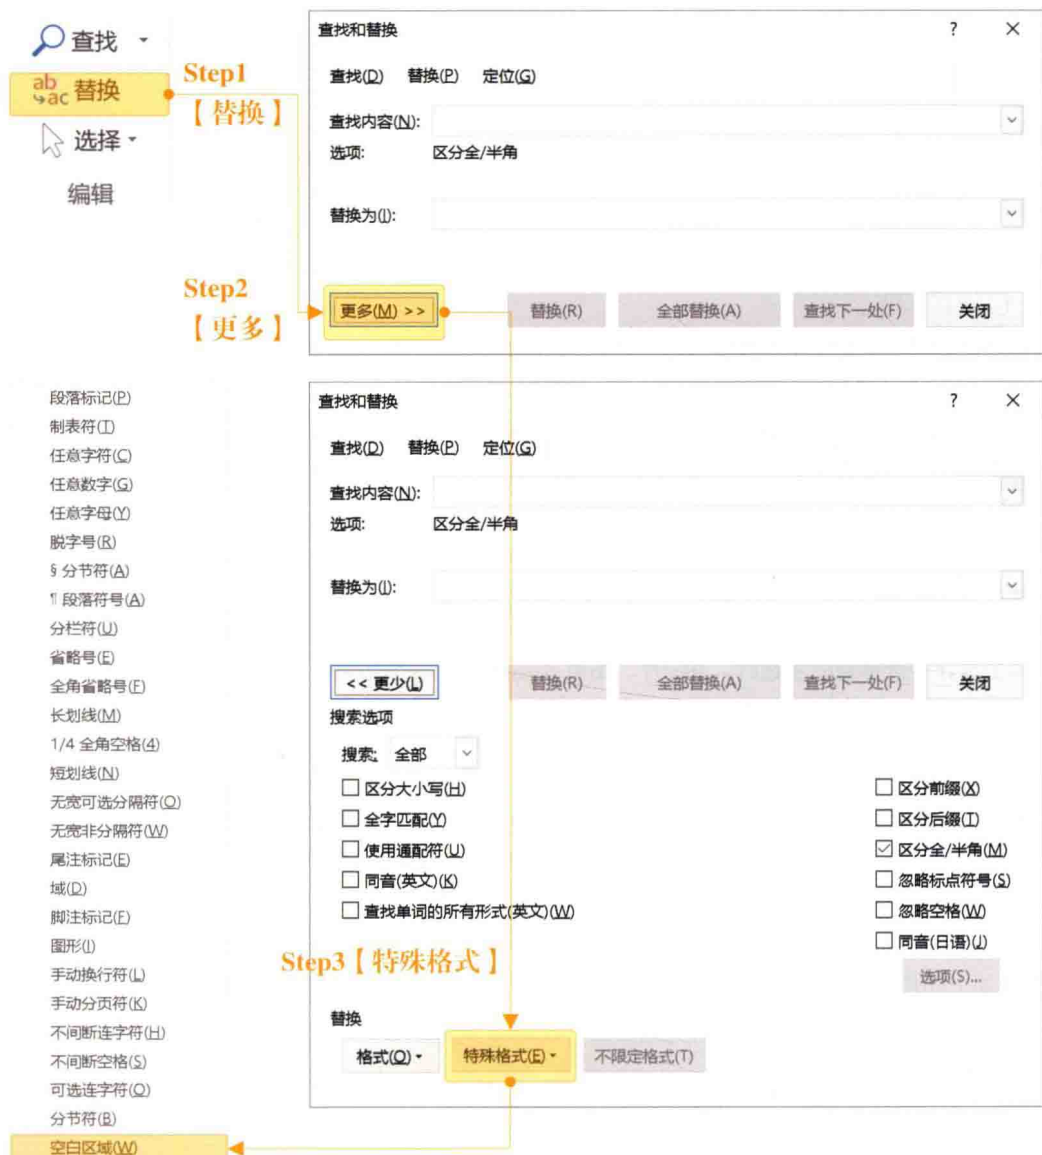 查找
替换
选择
编辑
Step1
【替换】
查找和替换 ? ×
查找(D) 替换(P) 定位(G)
查找内容(N):
选项: 区分全/半角
替换为(I):
Step2
【更多】
更多(M) >> 替换(R) 全部替换(A) 查找下一处(F) 关闭
段落标记(P)
制表符(T)
任意字符(C)
任意数字(G)
任意字母(Y)
脱字号(R)
§ 分节符(A)
¶ 段落符号(A)
分栏符(U)
省略号(E)
全角省略号(F)
长划线(M)
1/4 全角空格(4)
短划线(N)
无宽可选分隔符(O)
无宽非分隔符(W)
尾注标记(E)
域(D)
脚注标记(F)
图形(I)
手动换行符(L)
手动分页符(K)
不间断连字符(H)
不间断空格(S)
可选连字符(O)
分节符(B)
空白区域(W)
查找和替换 ? ×
查找(D) 替换(P) 定位(G)
查找内容(N):
选项: 区分全/半角
替换为(I):
<< 更少(L) 替换(R) 全部替换(A) 查找下一处(F) 关闭
搜索选项
搜索: 全部
区分大小写(H)
全字匹配(Y)
使用通配符(U)
同音(英文)(K)
查找单词的所有形式(英文)(W)
区分前缀(X)
区分后缀(T)
区分全/半角(M)
忽略标点符号(S)
忽略空格(W)
同音(日语)(J)
选项(S)...
Step3【特殊格式】
替换
格式(O) 特殊格式(E) 不限定格式(T)